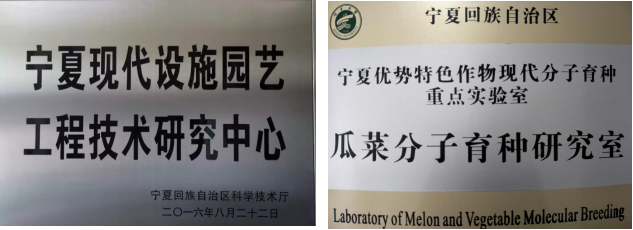 宁夏现代设施园艺
工程技术研究中心
宁夏回族自治区科学技术厅
二〇一六年八月二十二日
宁夏回族自治区
宁夏优势特色作物现代分子育种
重点实验室
瓜菜分子育种研究室
Laboratory of Melon and Vegetable Molecular Breeding